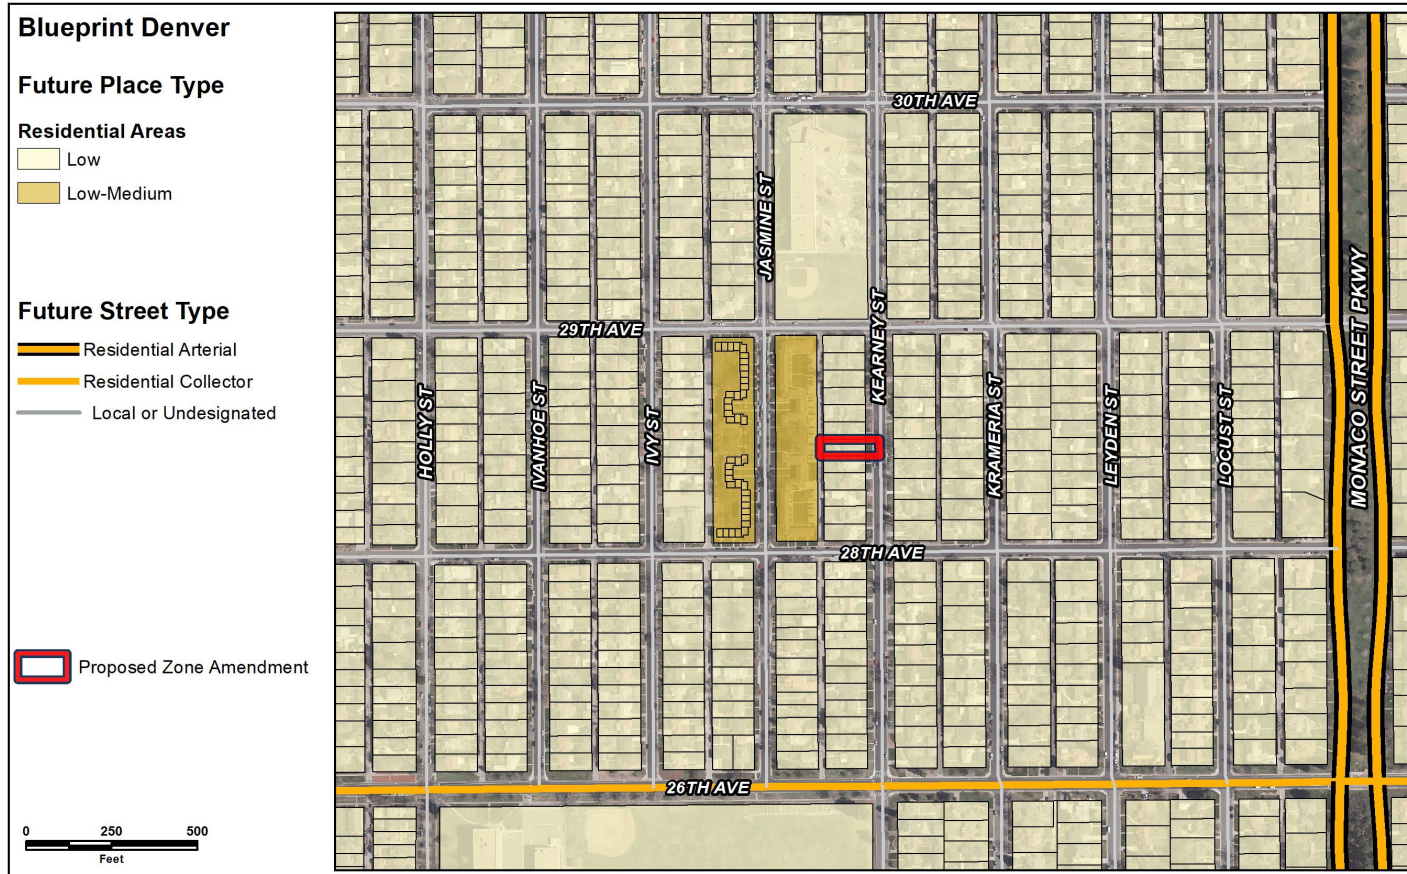 Blueprint Denver
Future Place Type
Residential Areas
Low
Low-Medium
Future Street Type
Residential Arterial
Residential Collector
Local or Undesignated
Proposed Zone Amendment
0 250 500
Feet
30TH AVE
JASMINE ST
KEARNEY ST
29TH AVE
HOLLY ST
IVANHOE ST
IVY ST
KRAMERIA ST
LEYDEN ST
LOCUST ST
MONACO STREET PKWY
28TH AVE
26TH AVE